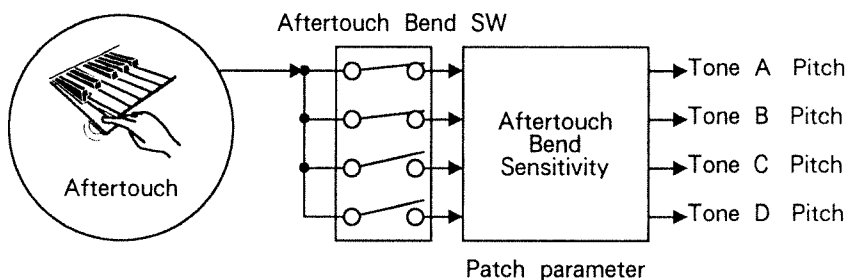 Aftertouch Bend SW
Aftertouch
Aftertouch
Bend
Sensitivity
Tone A Pitch
Tone B Pitch
Tone C Pitch
Tone D Pitch
Patch parameter